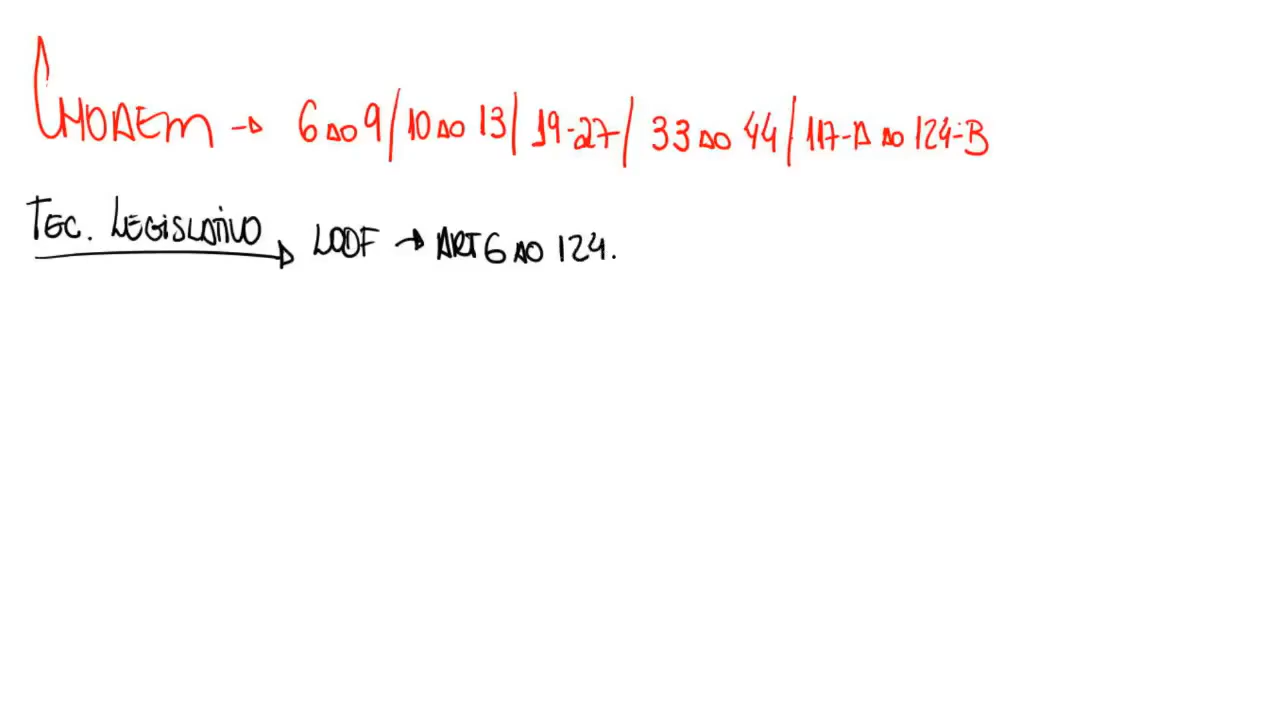 CMODEM → 6 AO 9 / 10 AO 13 / 19-27 / 33 AO 44 / 117-A AO 124-B
TEC. LEGISLATIVO → LODF → ART 6 AO 124.